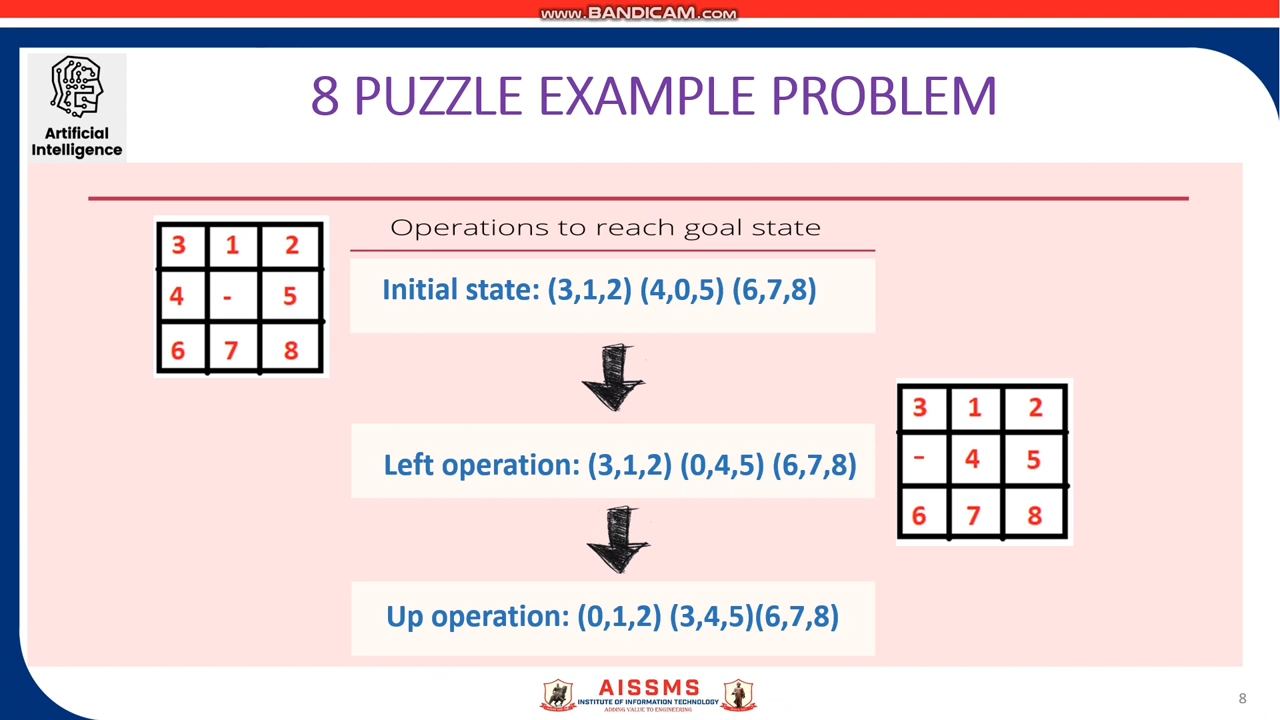 www.BANDICAM.com
Artificial
Intelligence
8 PUZZLE EXAMPLE PROBLEM
Operations to reach goal state
3 1 2
4 - 5
6 7 8
Initial state: (3,1,2) (4,0,5) (6,7,8)
Left operation: (3,1,2) (0,4,5) (6,7,8)
3 1 2
- 4 5
6 7 8
Up operation: (0,1,2) (3,4,5)(6,7,8)
AISSMS
INSTITUTE OF INFORMATION TECHNOLOGY
ADDING VALUE TO ENGINEERING
8